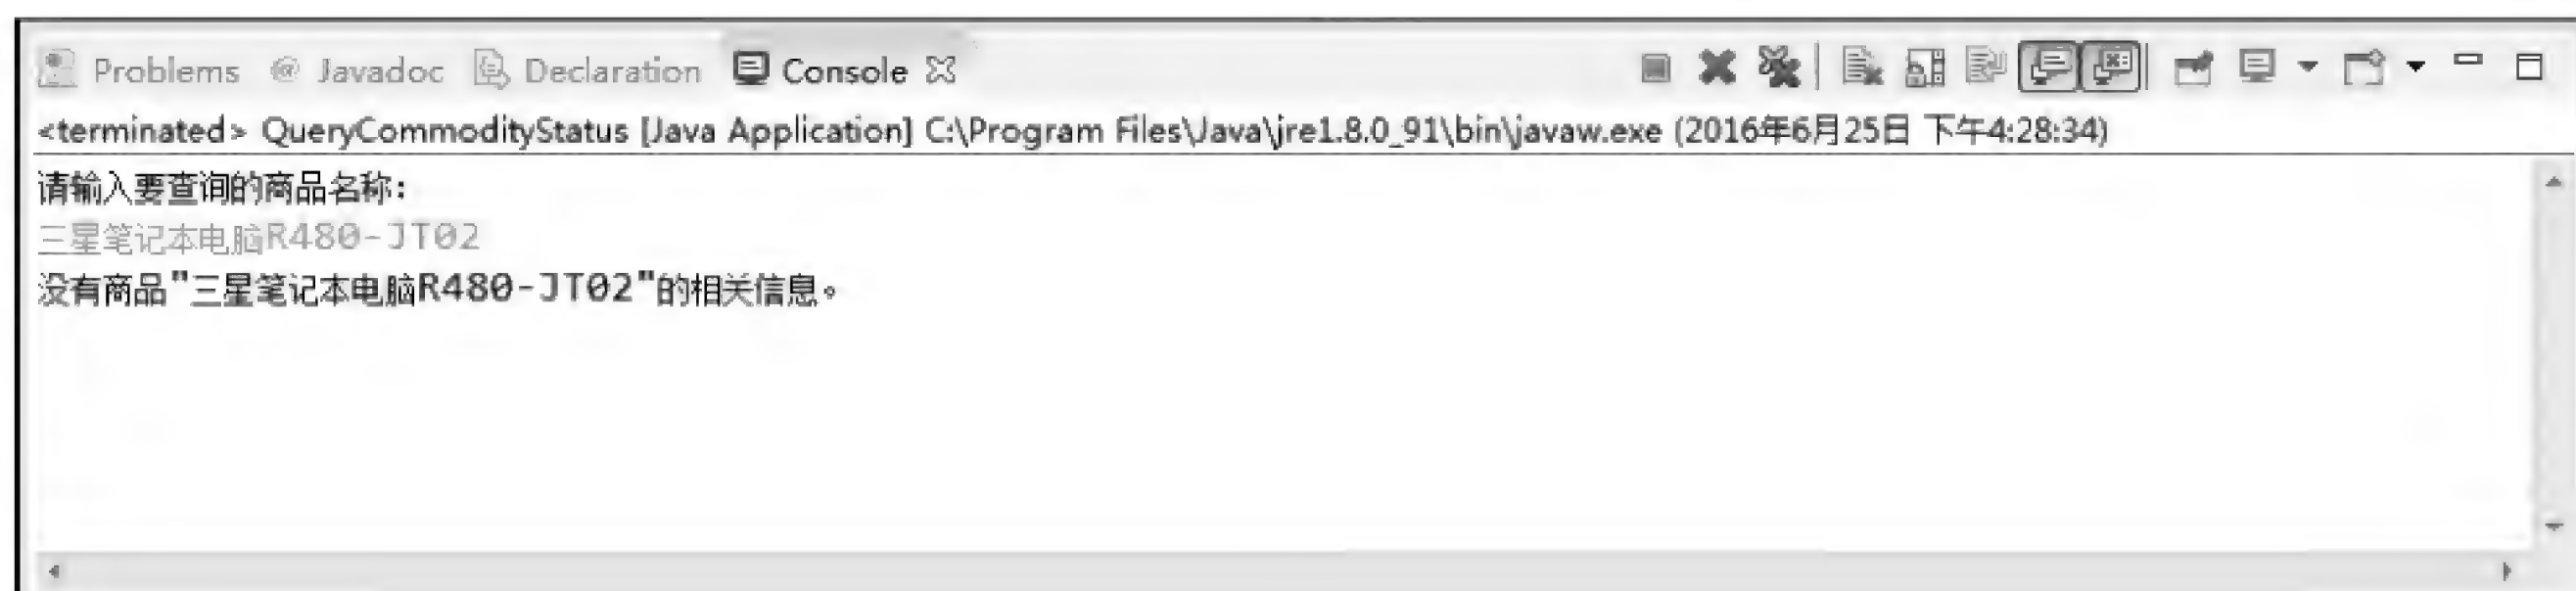 Problems @ Javadoc Declaration Console
<terminated> QueryCommodityStatus [Java Application] C:\Program Files\Java\jre1.8.0_91\bin\javaw.exe (2016年6月25日 下午4:28:34)
请输入要查询的商品名称:
三星笔记本电脑R480-JT02
没有商品"三星笔记本电脑R480-JT02"的相关信息。